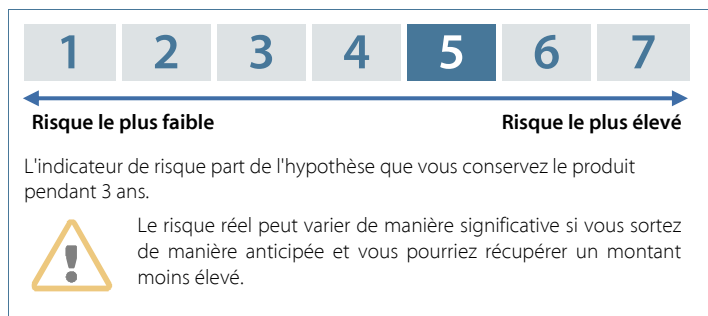 1 2 3 4 5 6 7
Risque le plus faible Risque le plus élevé
L'indicateur de risque part de l'hypothèse que vous conservez le produit
pendant 3 ans.
Le risque réel peut varier de manière significative si vous sortez
de manière anticipée et vous pourriez récupérer un montant
moins élevé.